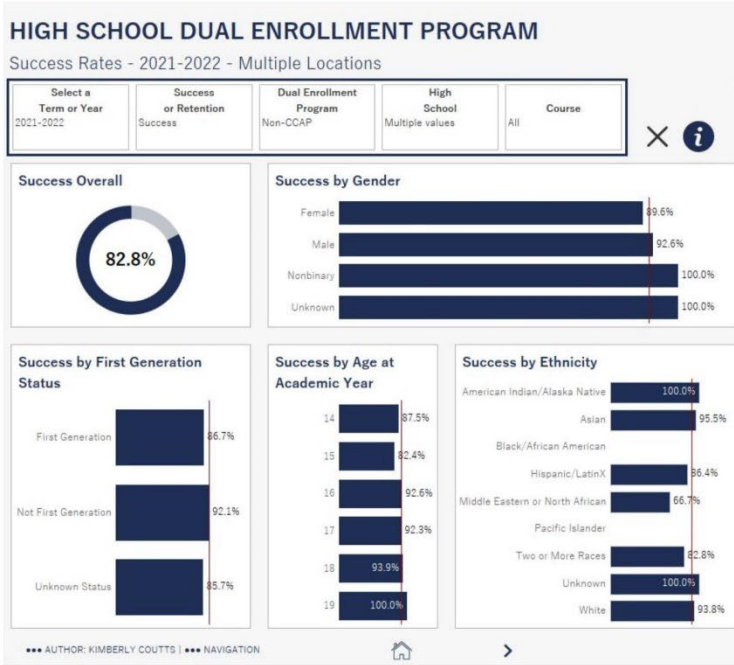 HIGH SCHOOL DUAL ENROLLMENT PROGRAM
Success Rates - 2021-2022 - Multiple Locations
Select a
Term or Year
2021-2022
Success
or Retention
Success
Dual Enrollment
Program
Non-CCAP
High
School
Multiple values
Course
All
i
Success Overall
82.8%
Success by Gender
Female 89.6%
Male 92.6%
Nonbinary 100.0%
Unknown 100.0%
Success by First Generation
Status
First Generation 86.7%
Not First Generation 92.1%
Unknown Status 85.7%
Success by Age at
Academic Year
14 87.5%
15 82.4%
16 92.6%
17 92.3%
18 93.9%
19 100.0%
Success by Ethnicity
American Indian/Alaska Native 100.0%
Asian 95.5%
Black/African American
Hispanic/LatinX 86.4%
Middle Eastern or North African 66.7%
Pacific Islander
Two or More Races 82.8%
Unknown 100.0%
White 93.8%
••• AUTHOR: KIMBERLY COUTTS | ••• NAVIGATION